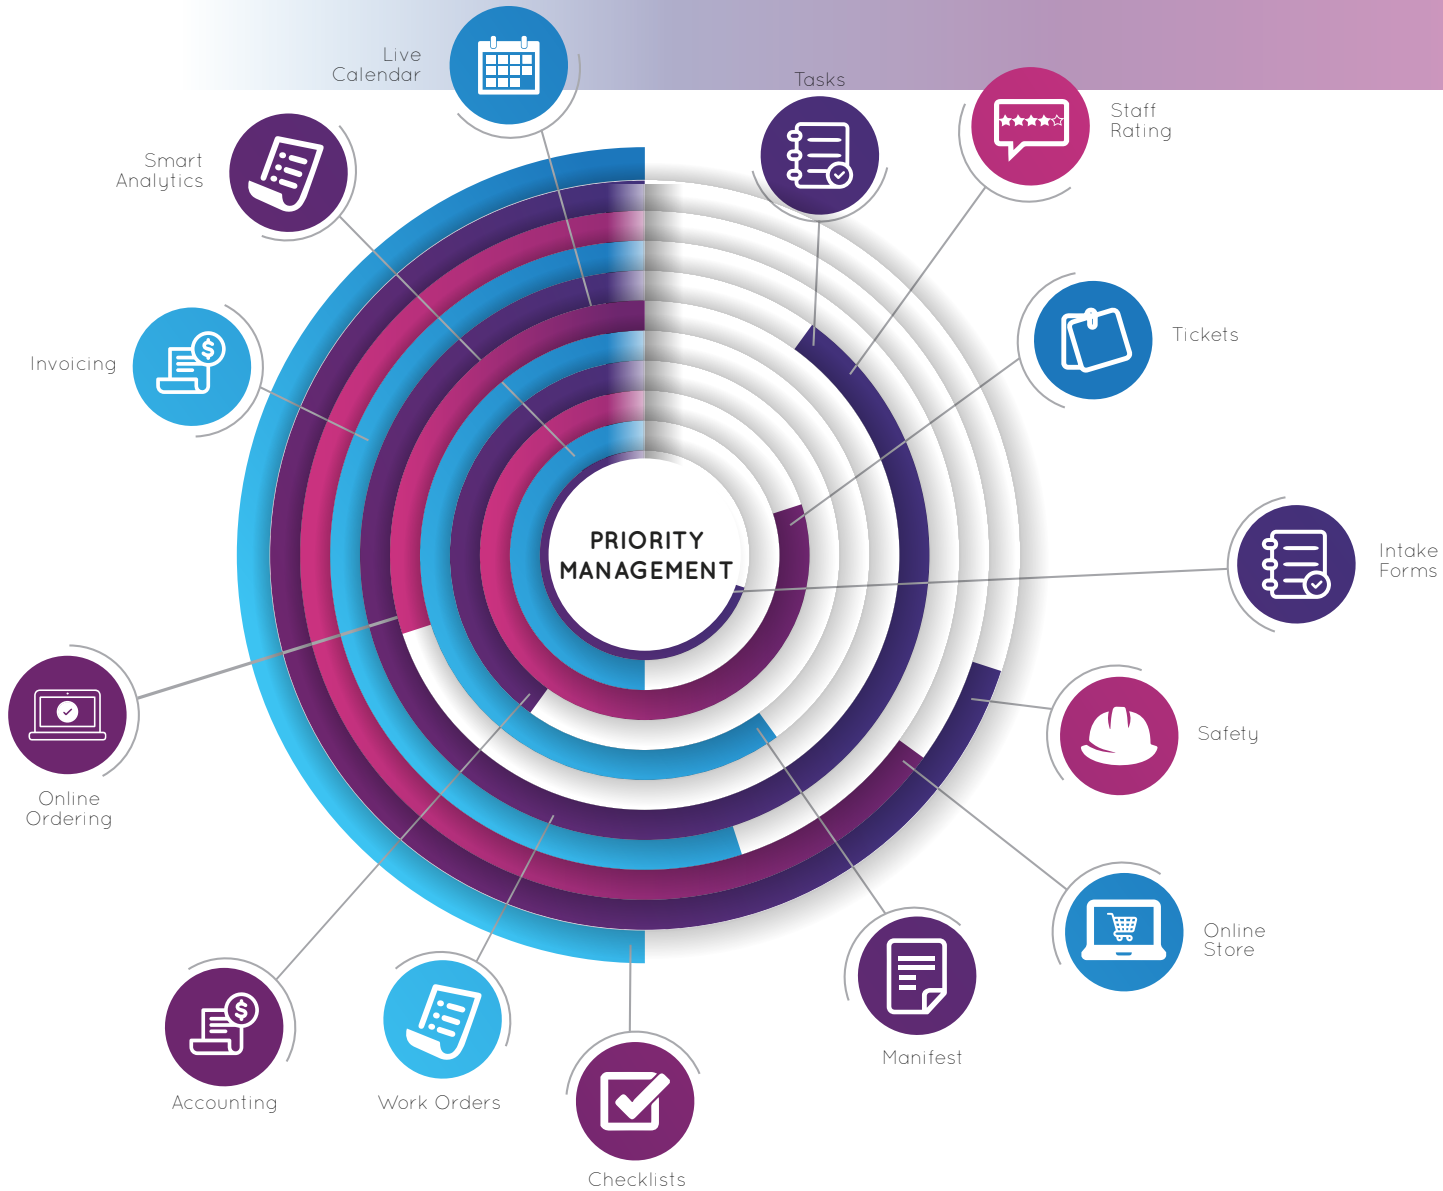 Live
Calendar
Tasks
Staff
Rating
Smart
Analytics
Tickets
Invoicing
PRIORITY
MANAGEMENT
Intake
Forms
Safety
Online
Ordering
Online
Store
Manifest
Accounting
Work Orders
Checklists